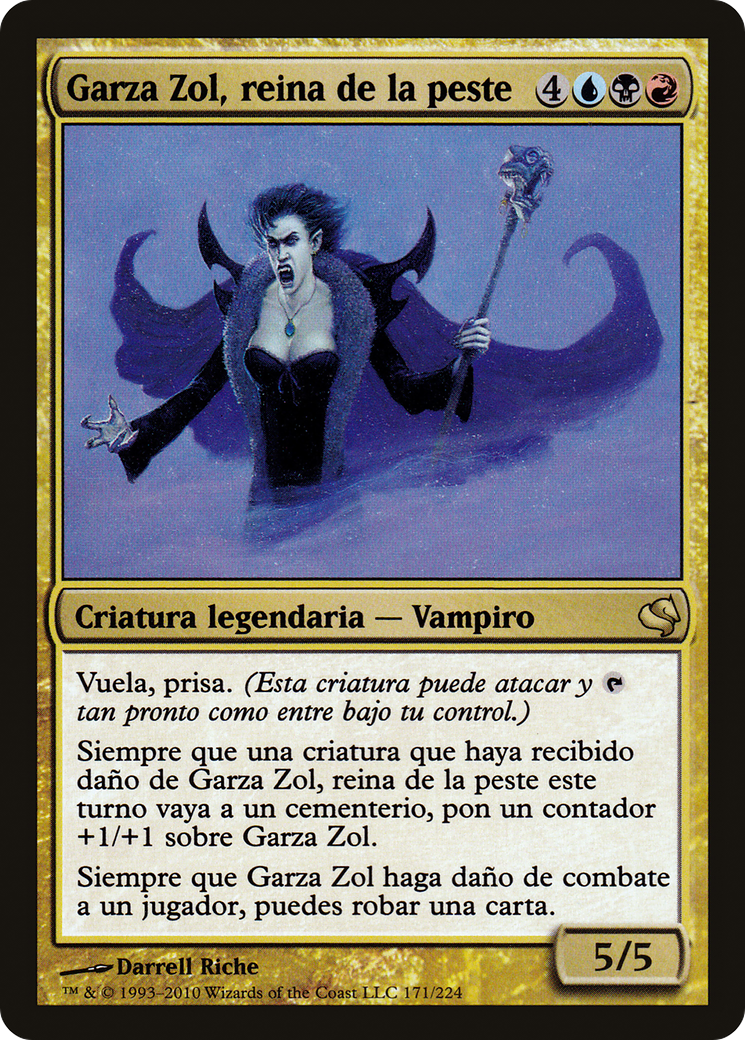 Garza Zol, reina de la peste 4
Criatura legendaria — Vampiro
Vuela, prisa. (Esta criatura puede atacar y
tan pronto como entre bajo tu control.)
Siempre que una criatura que haya recibido
daño de Garza Zol, reina de la peste este
turno vaya a un cementerio, pon un contador
+1/+1 sobre Garza Zol.
Siempre que Garza Zol haga daño de combate
a un jugador, puedes robar una carta.
5/5
Darrell Riche
™ & © 1993–2010 Wizards of the Coast LLC 171/224